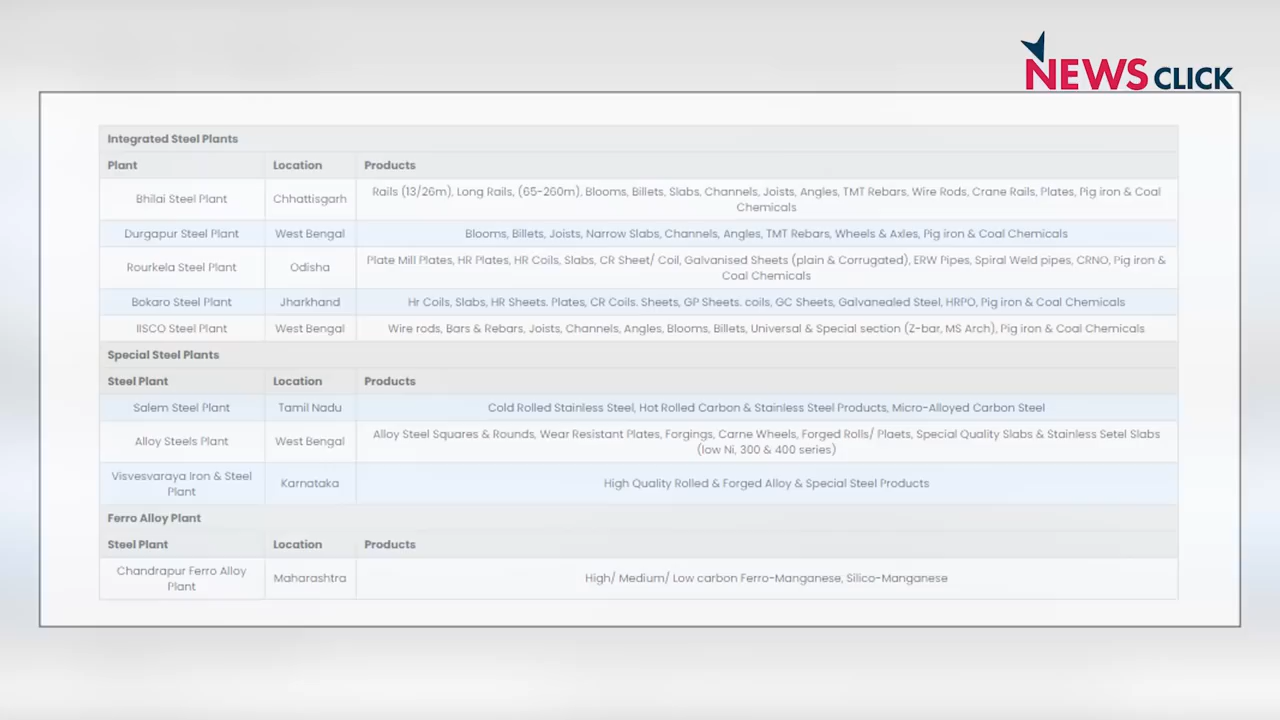 NEWS CLICK
Integrated Steel Plants
Plant Location Products
Bhilai Steel Plant Chhattisgarh Rails (13/26m), Long Rails, (65-260m), Blooms, Billets, Slabs, Channels, Joists, Angles, TMT Rebars, Wire Rods, Crane Rails, Plates, Pig iron & Coal
Chemicals
Durgapur Steel Plant West Bengal Blooms, Billets, Joists, Narrow Slabs, Channels, Angles, TMT Rebars, Wheels & Axles, Pig iron & Coal Chemicals
Rourkela Steel Plant Odisha Plate Mill Plates, HR Plates, HR Coils, Slabs, CR Sheet/ Coil, Galvanised Sheets (plain & Corrugated), ERW Pipes, Spiral Weld pipes, CRNO, Pig iron &
Coal Chemicals
Bokaro Steel Plant Jharkhand Hr Coils, Slabs, HR Sheets. Plates, CR Coils. Sheets, GP Sheets. coils, GC Sheets, Galvanealed Steel, HRPO, Pig iron & Coal Chemicals
IISCO Steel Plant West Bengal Wire rods, Bars & Rebars, Joists, Channels, Angles, Blooms, Billets, Universal & Special section (Z-bar, MS Arch), Pig iron & Coal Chemicals
Special Steel Plants
Steel Plant Location Products
Salem Steel Plant Tamil Nadu Cold Rolled Stainless Steel, Hot Rolled Carbon & Stainless Steel Products, Micro-Alloyed Carbon Steel
Alloy Steels Plant West Bengal Alloy Steel Squares & Rounds, Wear Resistant Plates, Forgings, Carne Wheels, Forged Rolls/ Plaets, Special Quality Slabs & Stainless Setel Slabs
(low Ni, 300 & 400 series)
Visvesvaraya Iron & Steel
Plant Karnataka High Quality Rolled & Forged Alloy & Special Steel Products
Ferro Alloy Plant
Steel Plant Location Products
Chandrapur Ferro Alloy
Plant Maharashtra High/ Medium/ Low carbon Ferro-Manganese, Silico-Manganese